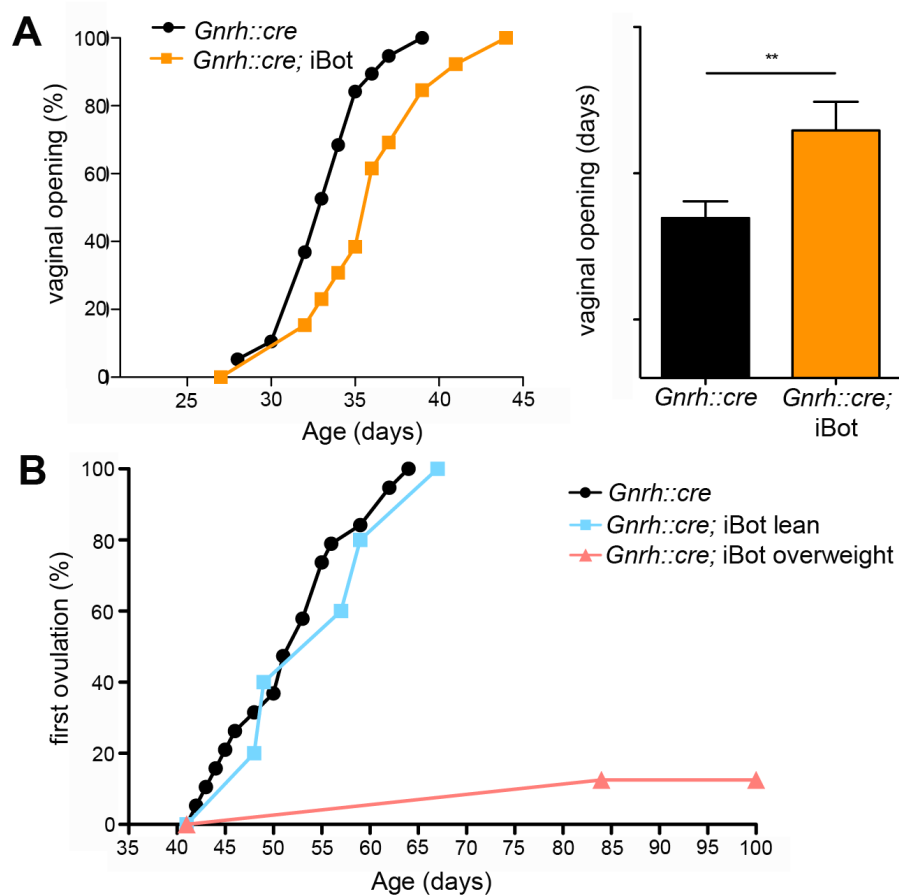 A
Gnrh::cre
Gnrh::cre; iBot
vaginal opening (%)
100
80
60
40
20
0
25 30 35 40 45
Age (days)
vaginal opening (days)
**
Gnrh::cre
Gnrh::cre;
iBot
B
Gnrh::cre
Gnrh::cre; iBot lean
Gnrh::cre; iBot overweight
first ovulation (%)
100
80
60
40
20
0
35 40 45 50 55 60 65 70 75 80 85 90 95 100
Age (days)